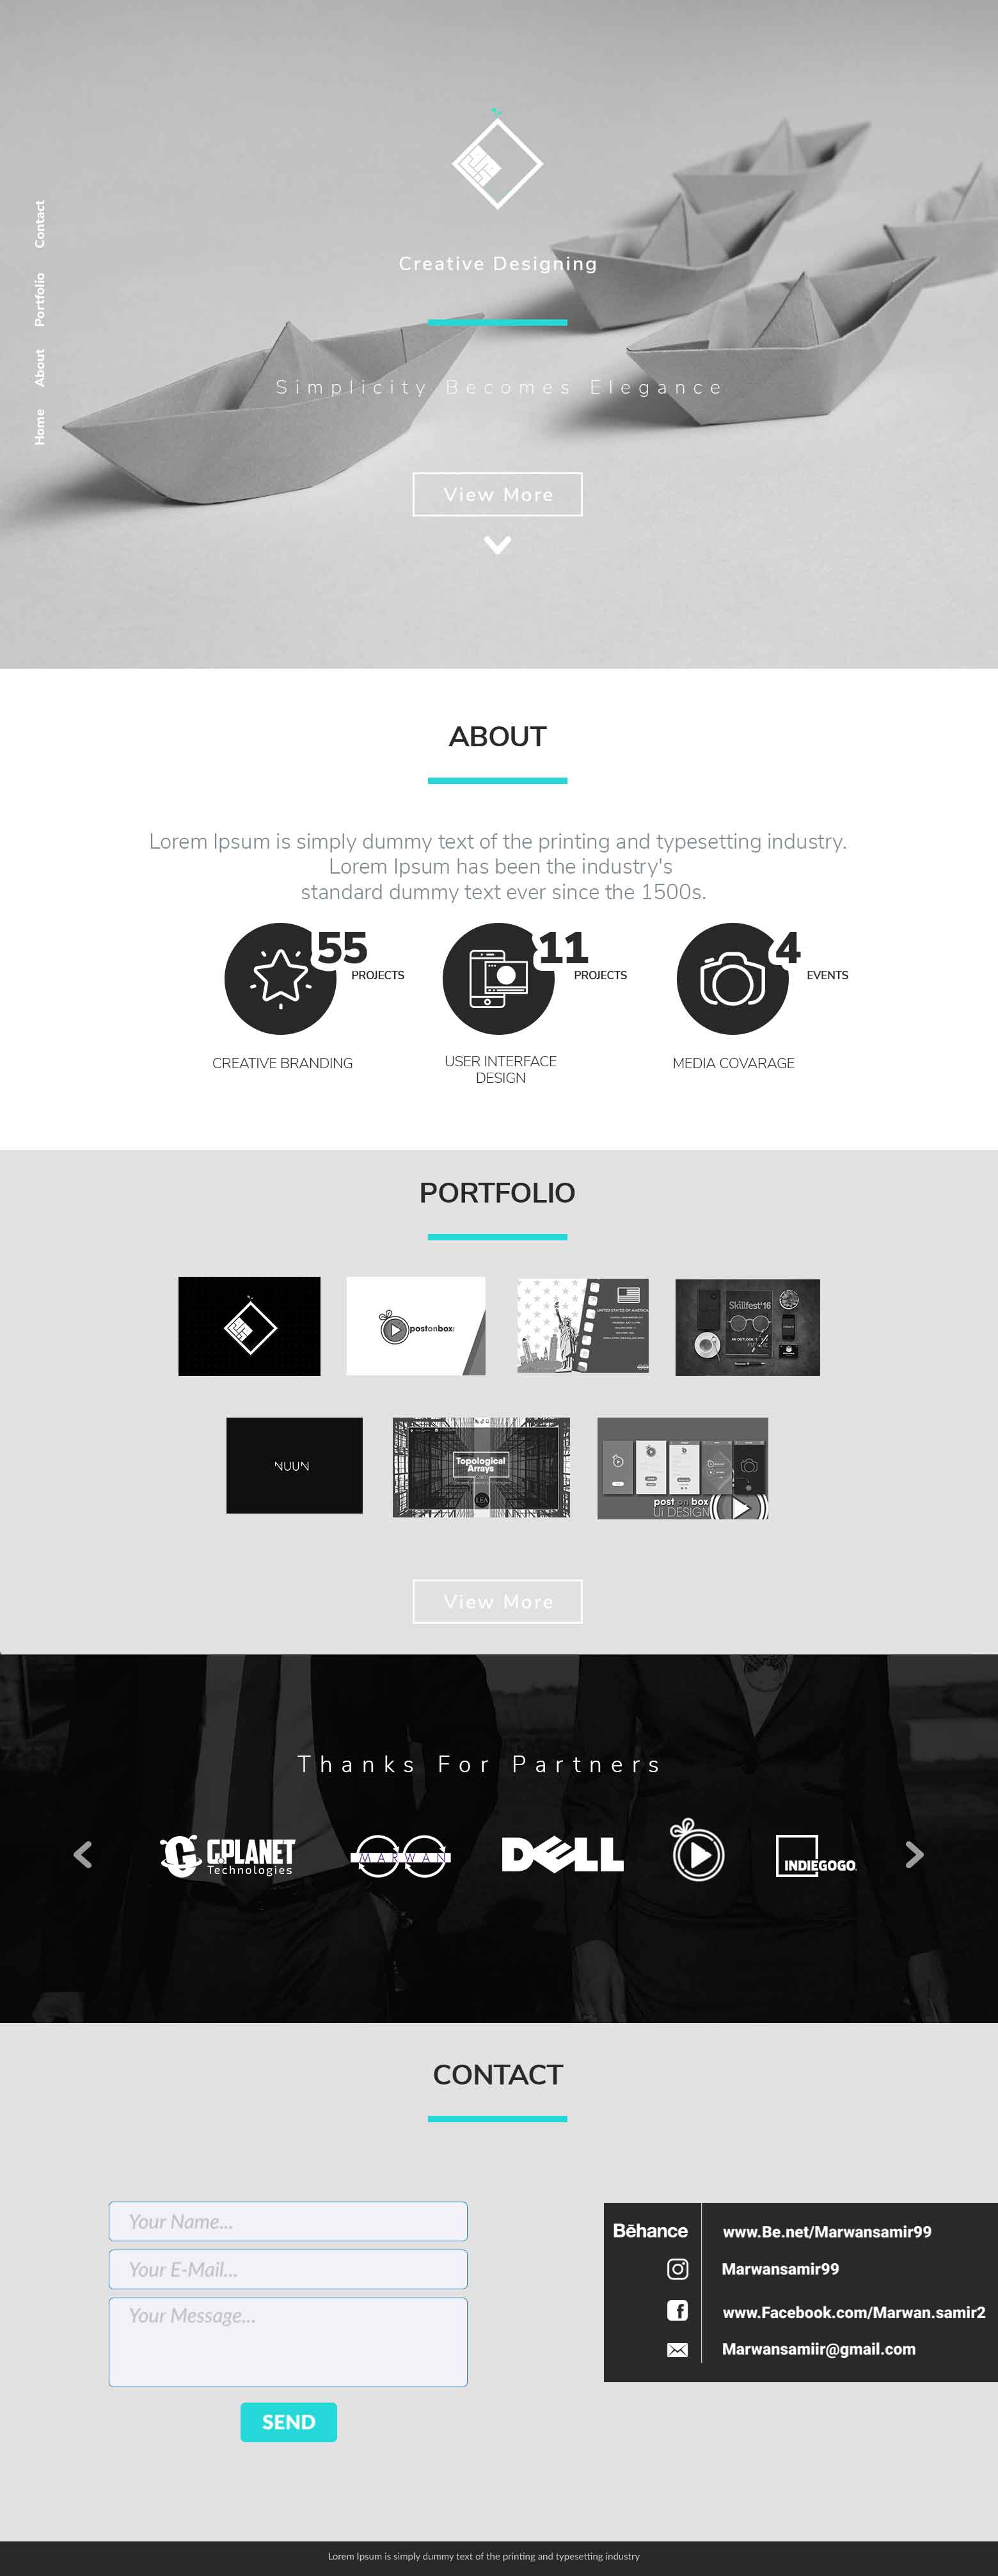 Contact
Portfolio
About
Home
Creative Designing
Simplicity Becomes Elegance
View More
ABOUT
Lorem Ipsum is simply dummy text of the printing and typesetting industry.
Lorem Ipsum has been the industry's
standard dummy text ever since the 1500s.
55
PROJECTS
11
PROJECTS
4
EVENTS
CREATIVE BRANDING
USER INTERFACE
DESIGN
MEDIA COVARAGE
PORTFOLIO
postonbox
UNITED STATES OF AMERICA
Skillfest'16
NUUN
Topological
Arrays
LEA
post on box
Ui DESIGN
View More
Thanks For Partners
G.PLANET
Technologies
MARWAN
DELL
INDIEGOGO
CONTACT
Your Name...
Your E-Mail...
Your Message...
SEND
Bēhance
www.Be.net/Marwansamir99
Marwansamir99
www.Facebook.com/Marwan.samir2
Marwansamiir@gmail.com
Lorem Ipsum is simply dummy text of the printing and typesetting industry